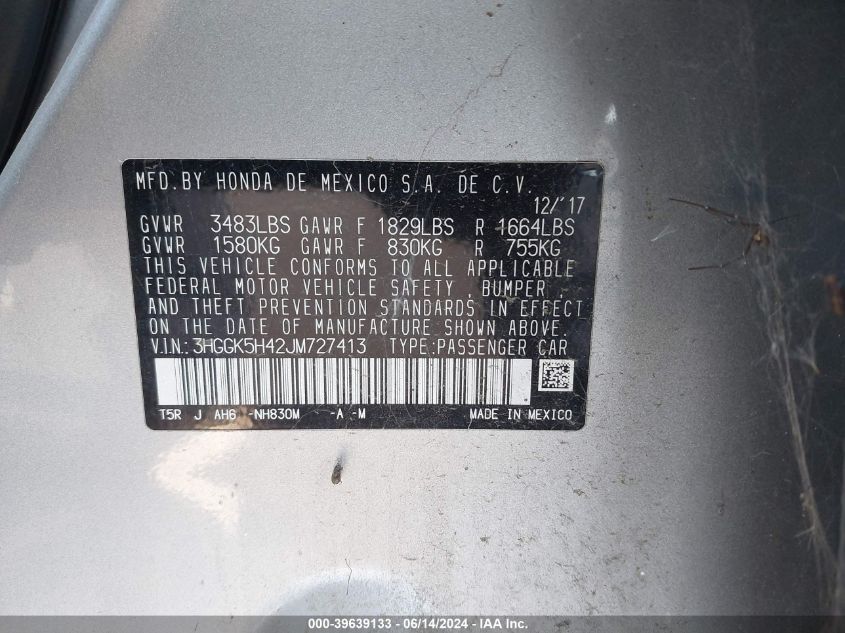 MFD.BY HONDA DE MEXICO S.A. DE C.V.
12/'17
GVWR 3483LBS GAWR F 1829LBS R 1664LBS
GVWR 1580KG GAWR F 830KG R 755KG
THIS VEHICLE CONFORMS TO ALL APPLICABLE
FEDERAL MOTOR VEHICLE SAFETY, BUMPER,
AND THEFT PREVENTION STANDARDS IN EFFECT
ON THE DATE OF MANUFACTURE SHOWN ABOVE.
V.I.N.: 3HGGK5H42JM727413 TYPE:PASSENGER CAR
T5R J AH6 -NH830M -A -M MADE IN MEXICO
000-39639133 - 06/14/2024 - IAA Inc.